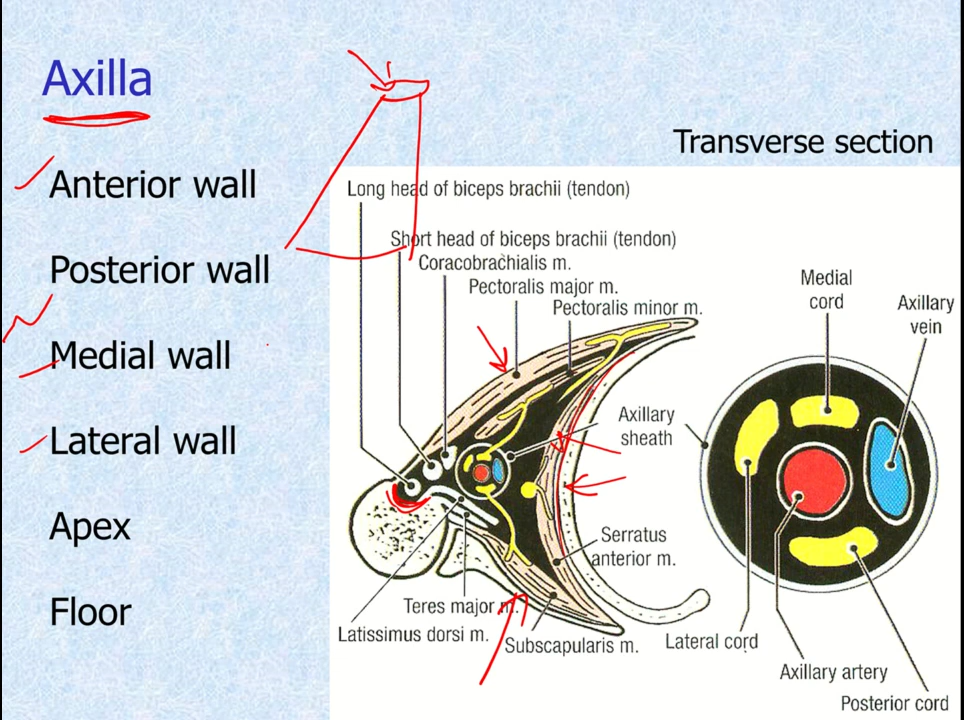 Axilla
Transverse section
Anterior wall
Posterior wall
Medial wall
Lateral wall
Apex
Floor
Long head of biceps brachii (tendon)
Short head of biceps brachii (tendon)
Coracobrachialis m.
Pectoralis major m.
Pectoralis minor m.
Axillary
sheath
Serratus
anterior m.
Teres major m.
Latissimus dorsi m.
Subscapularis m.
Medial
cord
Axillary
vein
Lateral cord
Axillary artery
Posterior cord